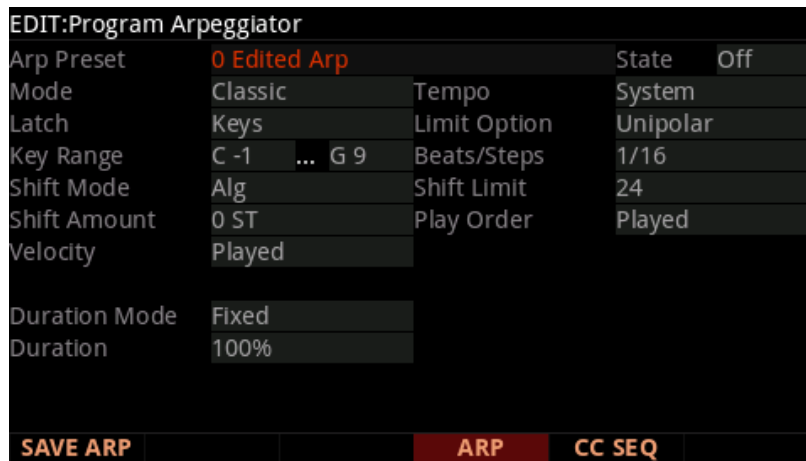 EDIT:Program Arpeggiator
Arp Preset 0 Edited Arp State Off
Mode Classic Tempo System
Latch Keys Limit Option Unipolar
Key Range C -1 ... G 9 Beats/Steps 1/16
Shift Mode Alg Shift Limit 24
Shift Amount 0 ST Play Order Played
Velocity Played
Duration Mode Fixed
Duration 100%
SAVE ARP ARP CC SEQ